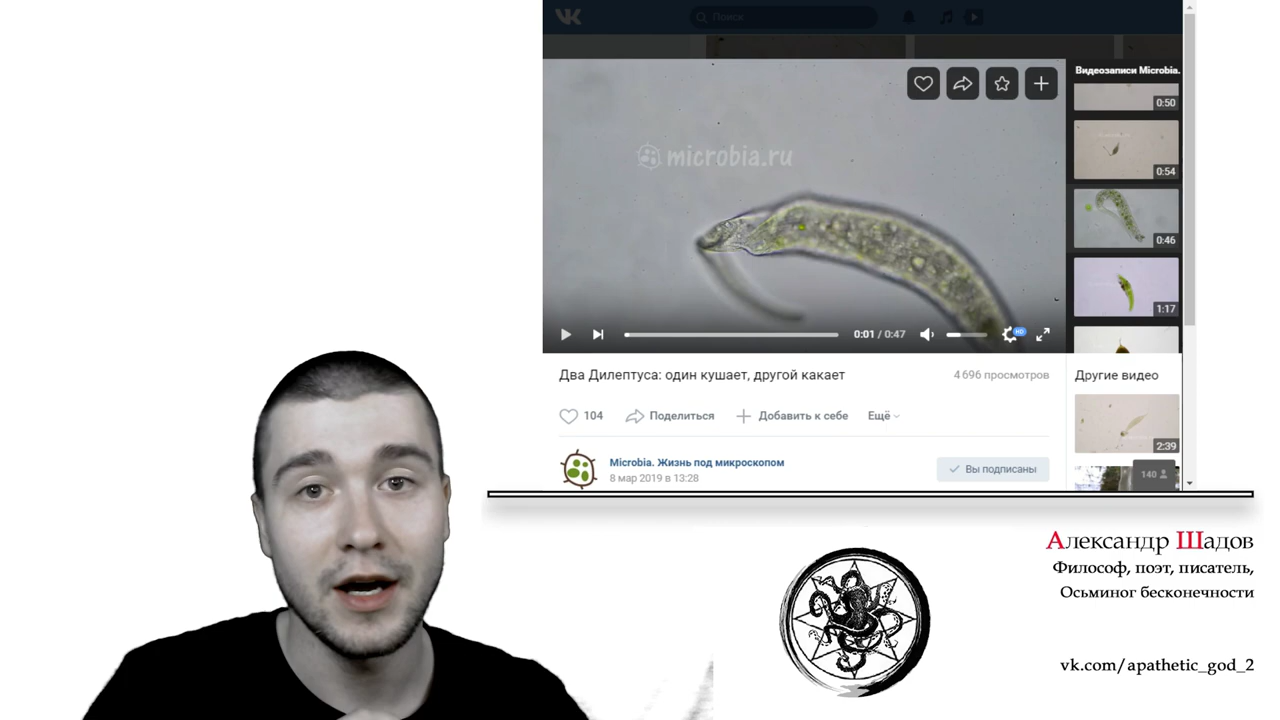 Поиск
Видеозаписи Microbia.
0:50
microbia.ru
0:54
0:46
1:17
0:01 / 0:47
HD
Два Дилептуса: один кушает, другой какает
4 696 просмотров
Другие видео
104
Поделиться
Добавить к себе
Ещё
2:39
Microbia. Жизнь под микроскопом
8 мар 2019 в 13:28
Вы подписаны
140
Александр Шадов
Философ, поэт, писатель,
Осьминог бесконечности
vk.com/apathetic_god_2